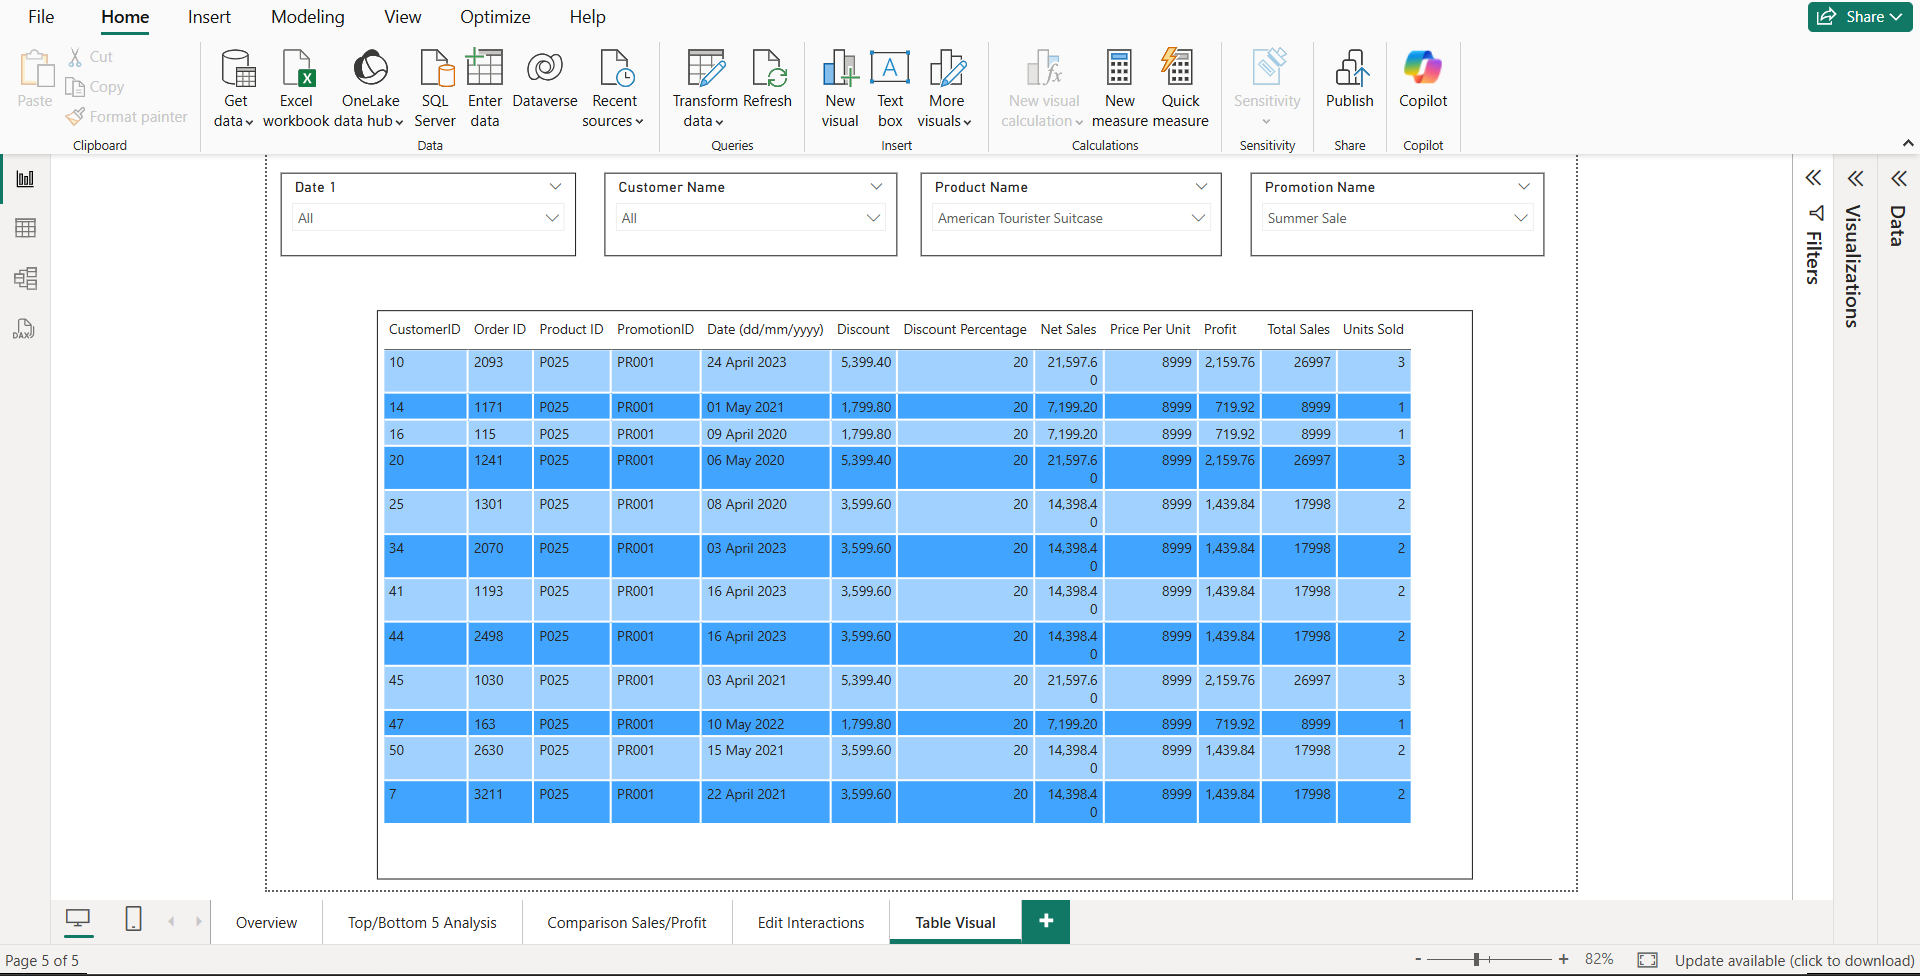 File Home Insert Modeling View Optimize Help Share
Paste Cut Copy Format painter
Clipboard
Get data Excel workbook OneLake data hub SQL Server Enter data Dataverse Recent sources
Data
Transform data Refresh
Queries
New visual Text box More visuals
Insert
New visual calculation New measure Quick measure
Calculations
Sensitivity
Sensitivity
Publish
Share
Copilot
Copilot
Date 1 Customer Name Product Name Promotion Name
All All American Tourister Suitcase Summer Sale
Filters
Visualizations
Data
DAX
CustomerID Order ID Product ID PromotionID Date (dd/mm/yyyy) Discount Discount Percentage Net Sales Price Per Unit Profit Total Sales Units Sold
10 2093 P025 PR001 24 April 2023 5,399.40 20 21,597.60 8999 2,159.76 26997 3
14 1171 P025 PR001 01 May 2021 1,799.80 20 7,199.20 8999 719.92 8999 1
16 115 P025 PR001 09 April 2020 1,799.80 20 7,199.20 8999 719.92 8999 1
20 1241 P025 PR001 06 May 2020 5,399.40 20 21,597.60 8999 2,159.76 26997 3
25 1301 P025 PR001 08 April 2020 3,599.60 20 14,398.40 8999 1,439.84 17998 2
34 2070 P025 PR001 03 April 2023 3,599.60 20 14,398.40 8999 1,439.84 17998 2
41 1193 P025 PR001 16 April 2023 3,599.60 20 14,398.40 8999 1,439.84 17998 2
44 2498 P025 PR001 16 April 2023 3,599.60 20 14,398.40 8999 1,439.84 17998 2
45 1030 P025 PR001 03 April 2021 5,399.40 20 21,597.60 8999 2,159.76 26997 3
47 163 P025 PR001 10 May 2022 1,799.80 20 7,199.20 8999 719.92 8999 1
50 2630 P025 PR001 15 May 2021 3,599.60 20 14,398.40 8999 1,439.84 17998 2
7 3211 P025 PR001 22 April 2021 3,599.60 20 14,398.40 8999 1,439.84 17998 2
Overview Top/Bottom 5 Analysis Comparison Sales/Profit Edit Interactions Table Visual +
Page 5 of 5 - + 82% Update available (click to download)